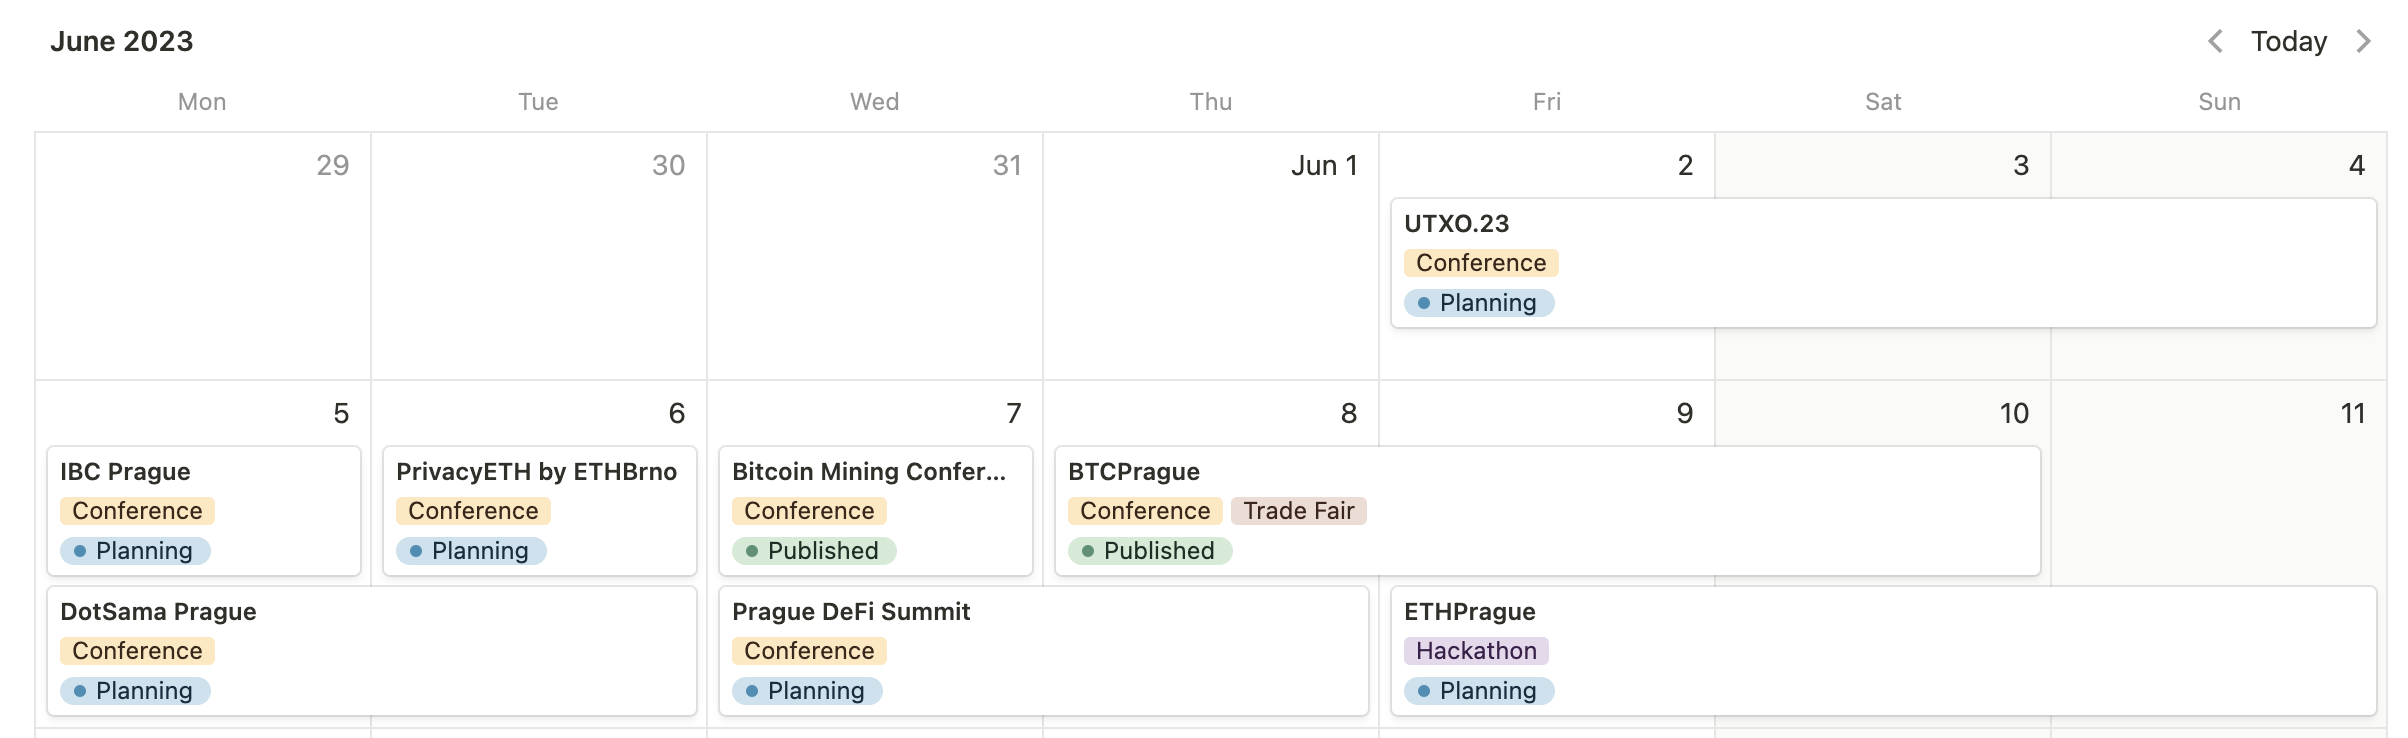 June 2023
Today
Mon Tue Wed Thu Fri Sat Sun
29 30 31 Jun 1 2 3 4
UTXO.23
Conference
Planning
5 6 7 8 9 10 11
IBC Prague
Conference
Planning
PrivacyETH by ETHBrno
Conference
Planning
Bitcoin Mining Confer...
Conference
Published
BTCPrague
Conference Trade Fair
Published
DotSama Prague
Conference
Planning
Prague DeFi Summit
Conference
Planning
ETHPrague
Hackathon
Planning